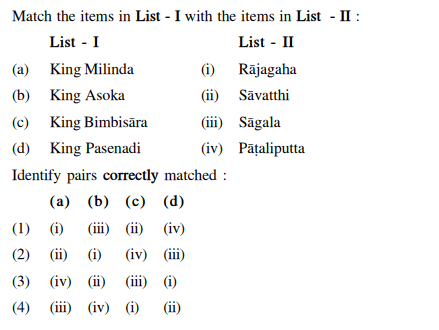 Match the items in List - I with the items in List - II :
List - I List - II
(a) King Milinda (i) Rājagaha
(b) King Asoka (ii) Sāvatthi
(c) King Bimbisāra (iii) Sāgala
(d) King Pasenadi (iv) Pāṭaliputta
Identify pairs correctly matched :
(a) (b) (c) (d)
(1) (i) (iii) (ii) (iv)
(2) (ii) (i) (iv) (iii)
(3) (iv) (ii) (iii) (i)
(4) (iii) (iv) (i) (ii)